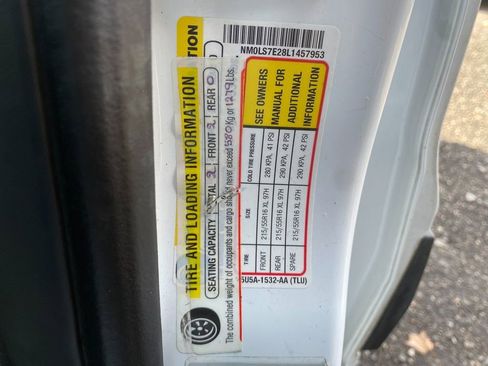 NM0LS7E28L1457953
TIRE AND LOADING INFORMATION
SEATING CAPACITY TOTAL 2 FRONT 2 REAR 0
The combined weight of occupants and cargo should never exceed 580 Kg or 1279 Lbs.
TIRE SIZE COLD TIRE PRESSURE
FRONT 215/55R16 XL 97H 280 KPA, 41 PSI
REAR 215/55R16 XL 97H 290 KPA, 42 PSI
SPARE 215/55R16 XL 97H 290 KPA, 42 PSI
SEE OWNERS
MANUAL FOR
ADDITIONAL
INFORMATION
5U5A-1532-AA (TLU)